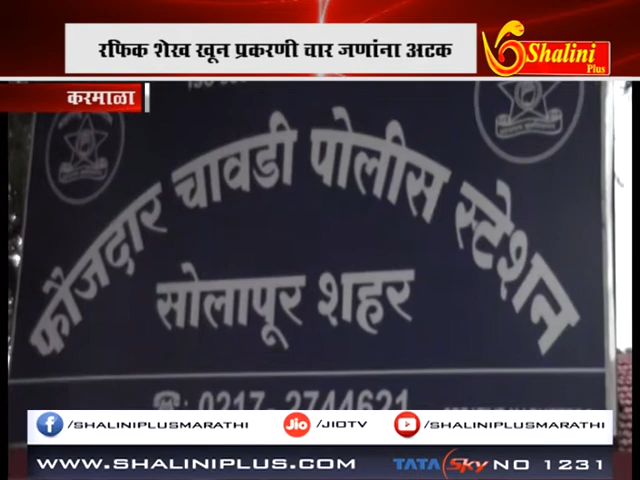 रफिक शेख खून प्रकरणी चार जणांना अटक
Shalini
Plus
करमाळा
फौजदार चावडी पोलीस स्टेशन
सोलापूर शहर
☎: 0217- 2744621
/SHALINIPLUSMARATHI
Jio /JIOTV
/SHALINIPLUSMARATHI
WWW.SHALINIPLUS.COM
TATA Sky NO 1231